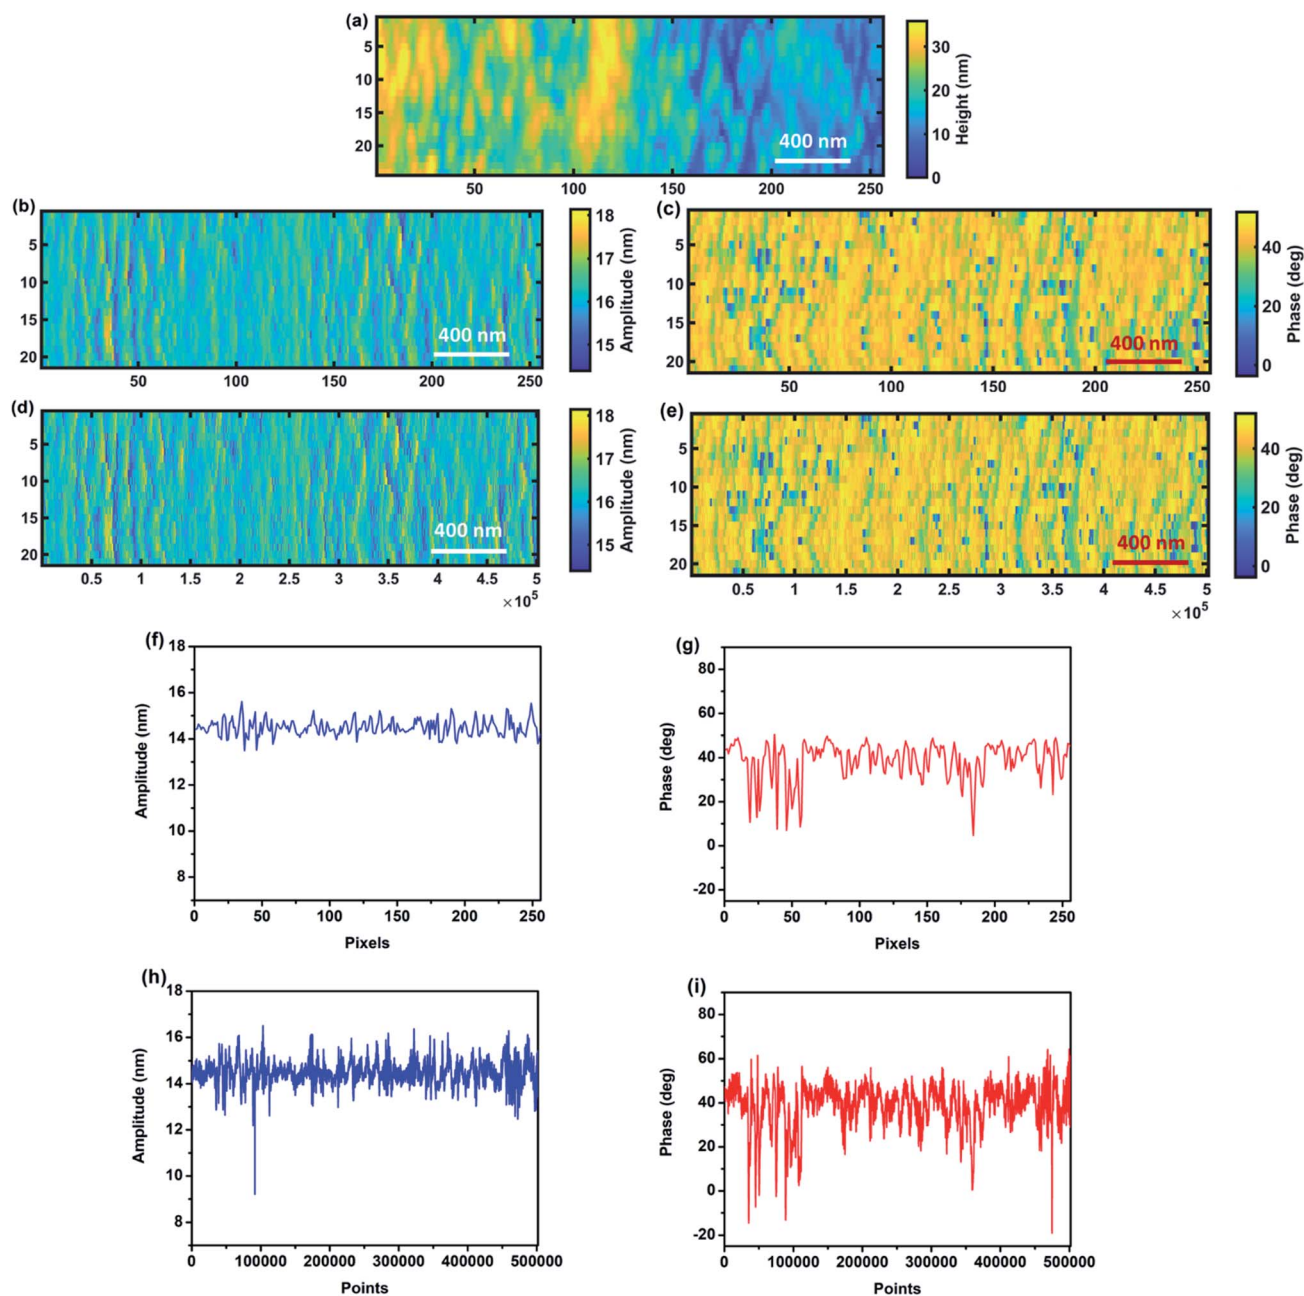 (a)
5
10
15
20
400 nm
50
100
150
200
250
30
20
10
0
Height (nm)
(b)
5
10
15
20
400 nm
50
100
150
200
250
18
17
16
15
Amplitude (nm)
(c)
5
10
15
20
400 nm
50
100
150
200
250
40
20
0
Phase (deg)
(d)
5
10
15
20
400 nm
0.5 1 1.5 2 2.5 3 3.5 4 4.5 5
×10⁵
18
17
16
15
Amplitude (nm)
(e)
5
10
15
20
400 nm
0.5 1 1.5 2 2.5 3 3.5 4 4.5 5
×10⁵
40
20
0
Phase (deg)
(f)
18
16
14
12
10
8
Amplitude (nm)
0 50 100 150 200 250
Pixels
(g)
80
60
40
20
0
-20
Phase (deg)
0 50 100 150 200 250
Pixels
(h)
18
16
14
12
10
8
Amplitude (nm)
0 100000 200000 300000 400000 500000
Points
(i)
80
60
40
20
0
-20
Phase (deg)
0 100000 200000 300000 400000 500000
Points